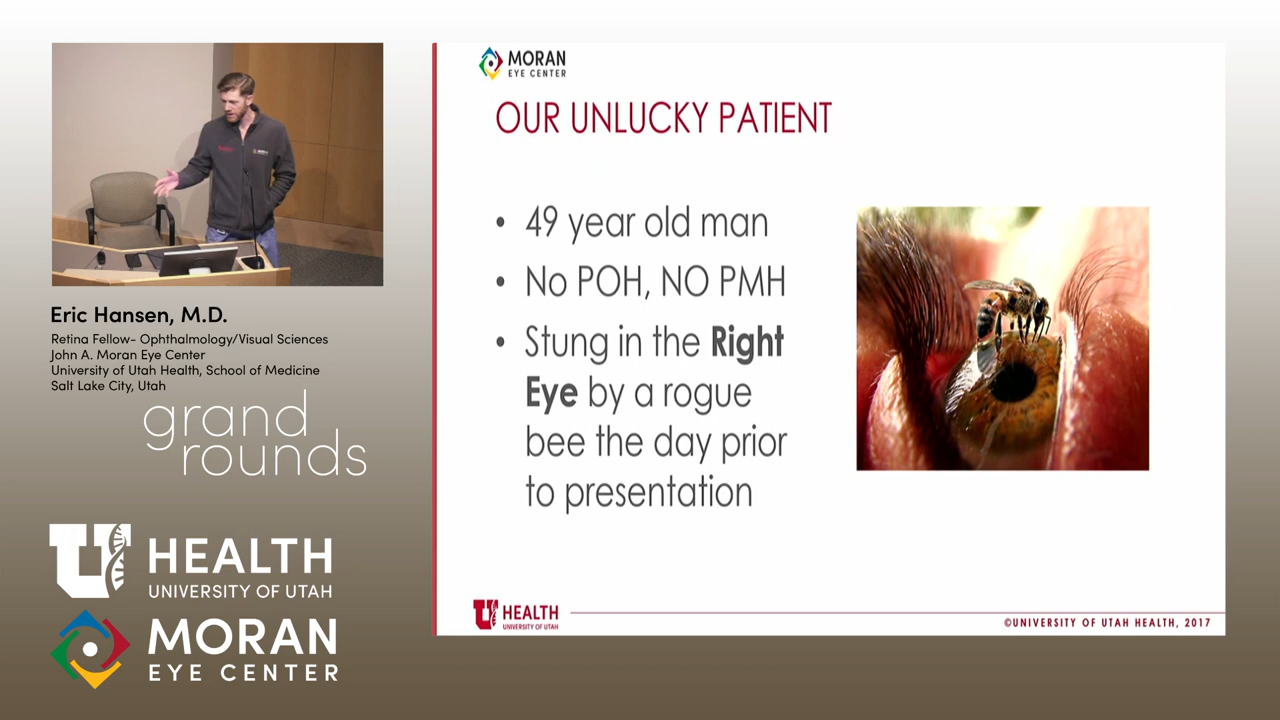 Eric Hansen, M.D.
Retina Fellow- Ophthalmology/Visual Sciences
John A. Moran Eye Center
University of Utah Health, School of Medicine
Salt Lake City, Utah
grand
rounds
U HEALTH
UNIVERSITY OF UTAH
MORAN
EYE CENTER
MORAN
EYE CENTER
OUR UNLUCKY PATIENT
• 49 year old man
• No POH, NO PMH
• Stung in the Right
Eye by a rogue
bee the day prior
to presentation
U HEALTH
UNIVERSITY OF UTAH
©UNIVERSITY OF UTAH HEALTH, 2017